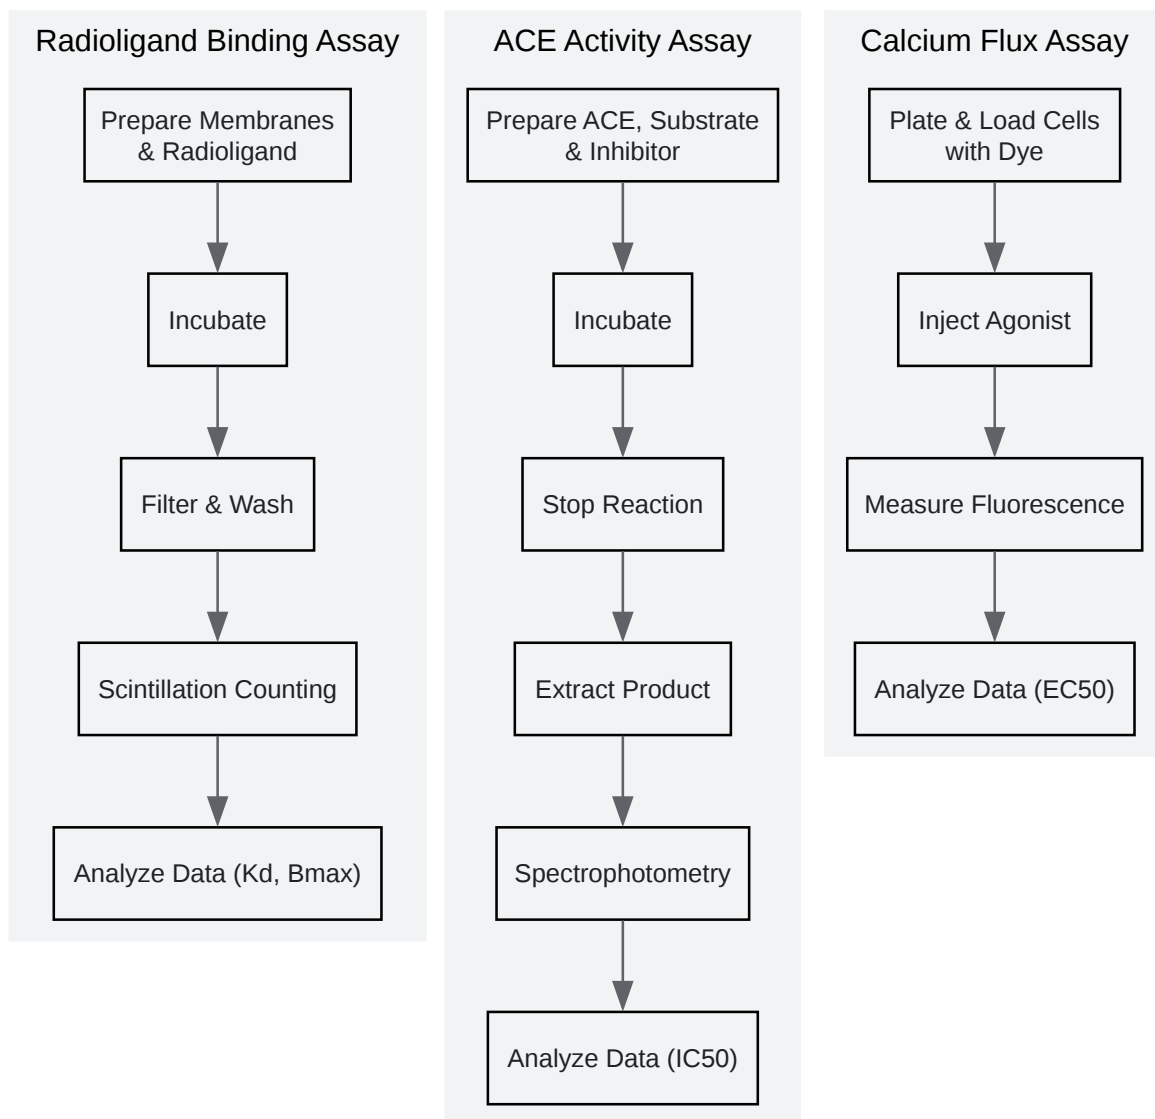 Radioligand Binding Assay
Prepare Membranes
& Radioligand
Incubate
Filter & Wash
Scintillation Counting
Analyze Data (Kd, Bmax)
ACE Activity Assay
Prepare ACE, Substrate
& Inhibitor
Incubate
Stop Reaction
Extract Product
Spectrophotometry
Analyze Data (IC50)
Calcium Flux Assay
Plate & Load Cells
with Dye
Inject Agonist
Measure Fluorescence
Analyze Data (EC50)